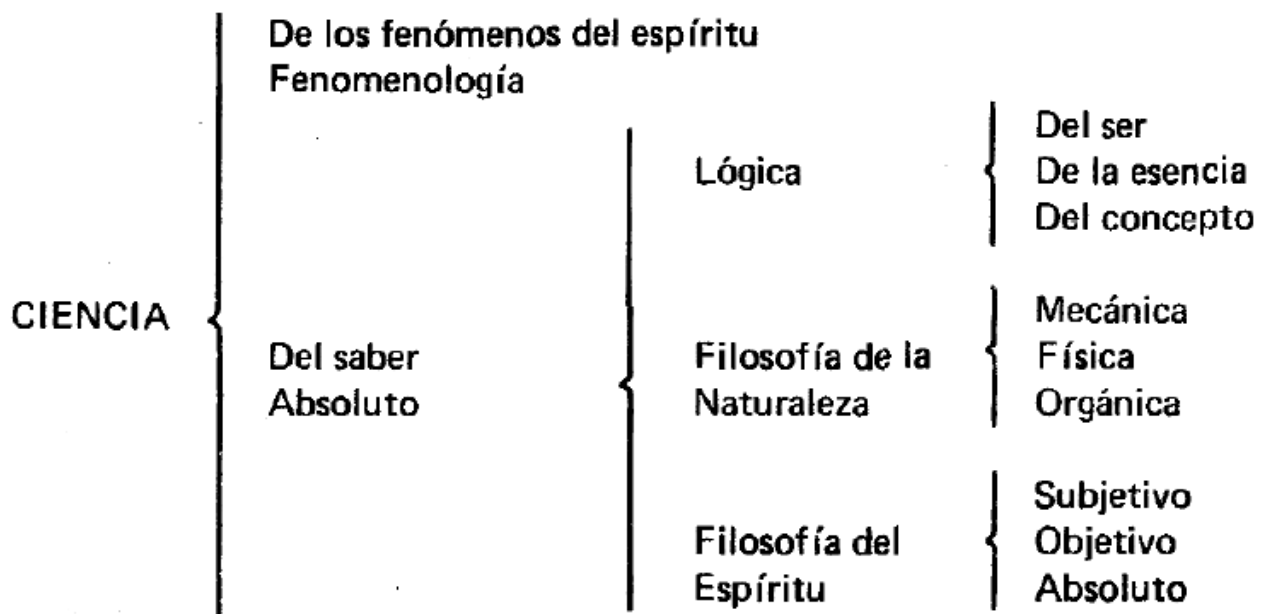 De los fenómenos del espíritu
Fenomenología
CIENCIA
Del saber
Absoluto
Lógica
Del ser
De la esencia
Del concepto
Filosofía de la
Naturaleza
Mecánica
Física
Orgánica
Filosofía del
Espíritu
Subjetivo
Objetivo
Absoluto